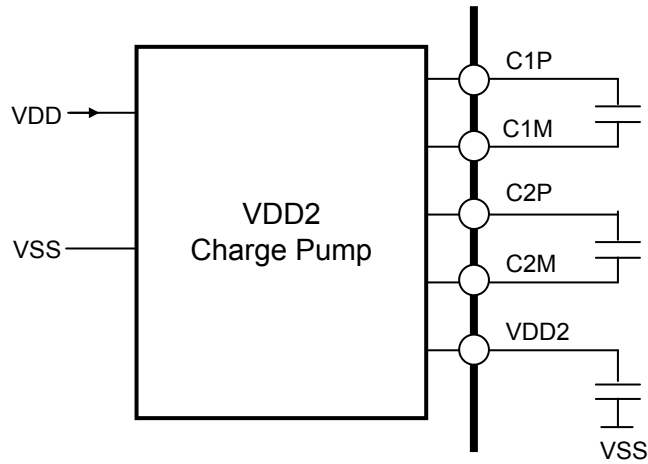 C1P
VDD
C1M
C2P
VDD2
Charge Pump
VSS
C2M
VDD2
VSS